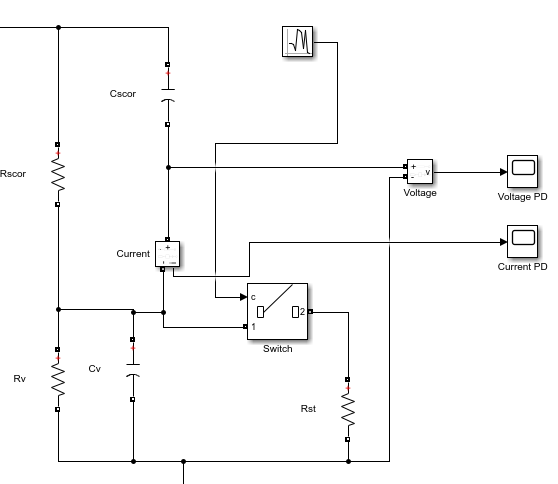 Cscor
Rscor
+
-
v
Voltage
Voltage PD
Current
- +
Current PD
c
1
2
Switch
Rv
Cv
Rst